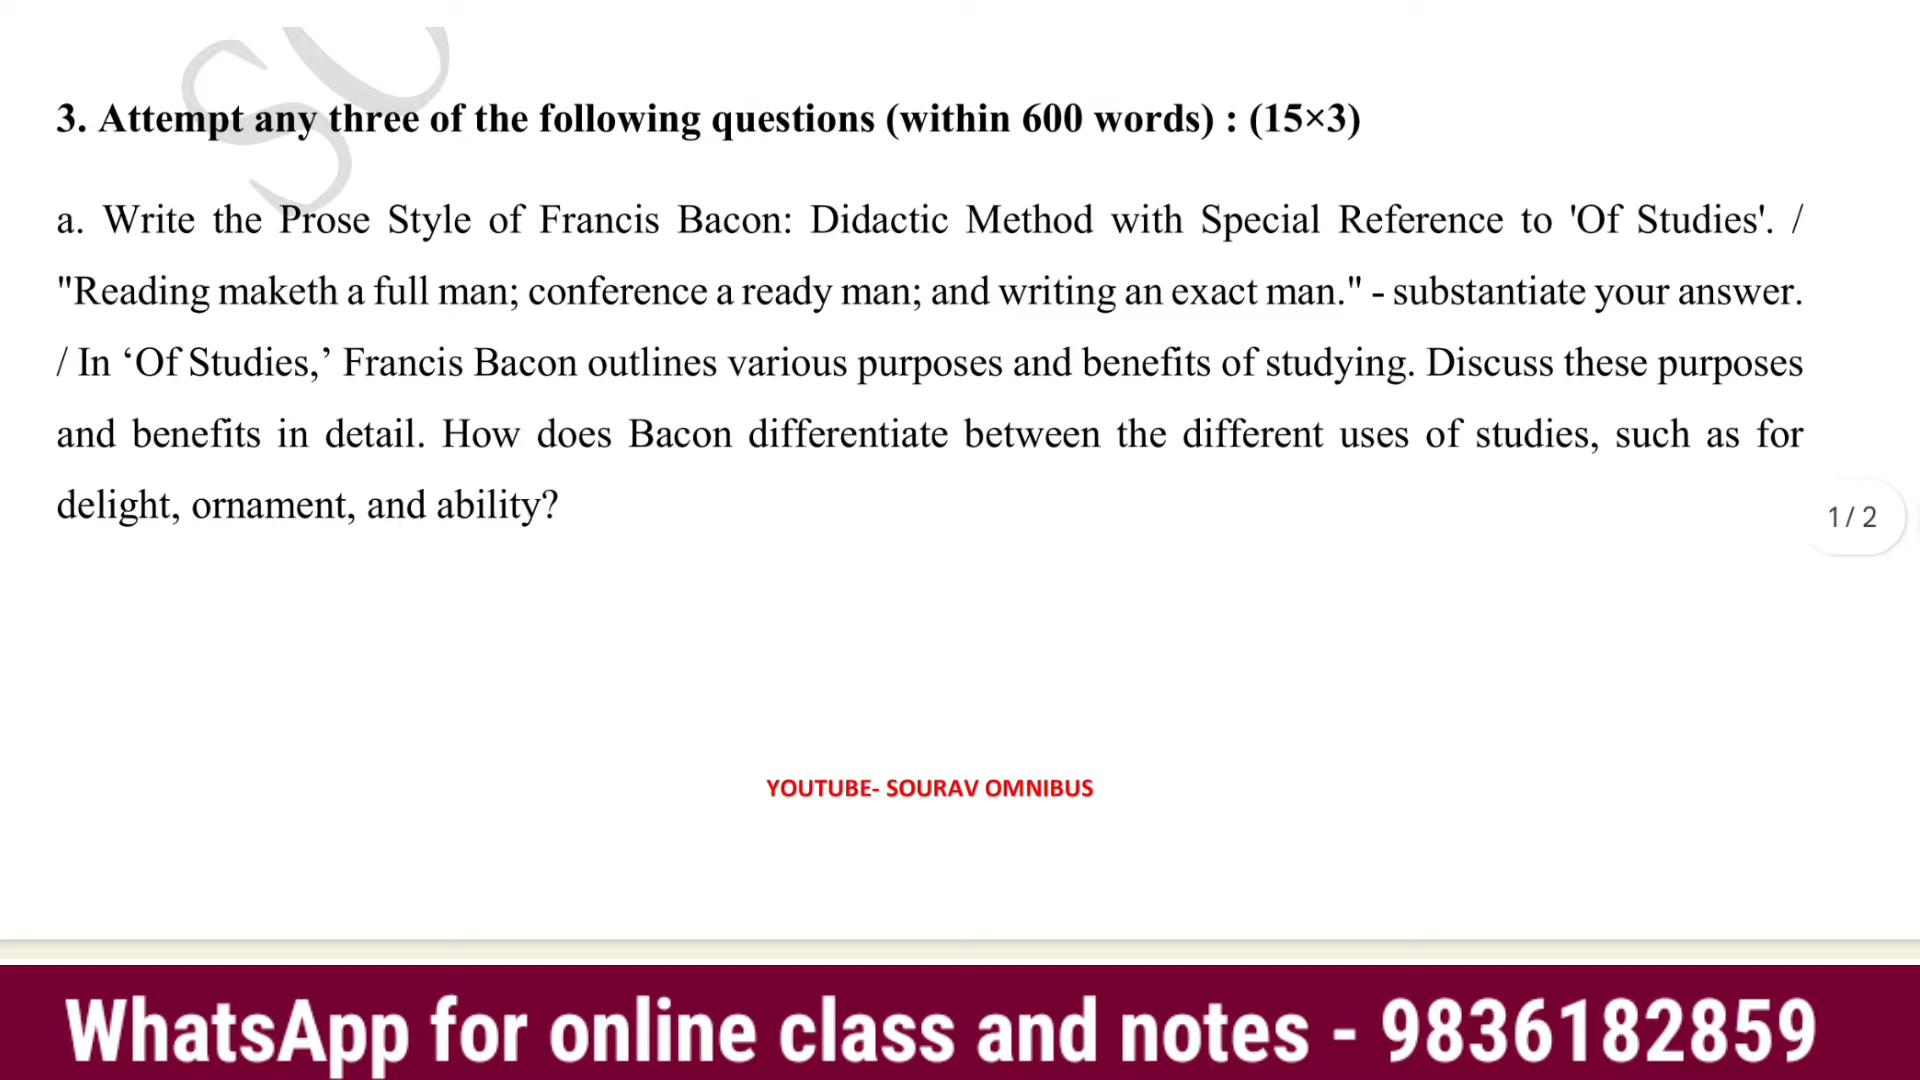 3. Attempt any three of the following questions (within 600 words) : (15×3)
a. Write the Prose Style of Francis Bacon: Didactic Method with Special Reference to 'Of Studies'. /
"Reading maketh a full man; conference a ready man; and writing an exact man." - substantiate your answer.
/ In ‘Of Studies,’ Francis Bacon outlines various purposes and benefits of studying. Discuss these purposes
and benefits in detail. How does Bacon differentiate between the different uses of studies, such as for
delight, ornament, and ability?
1 / 2
YOUTUBE- SOURAV OMNIBUS
WhatsApp for online class and notes - 9836182859